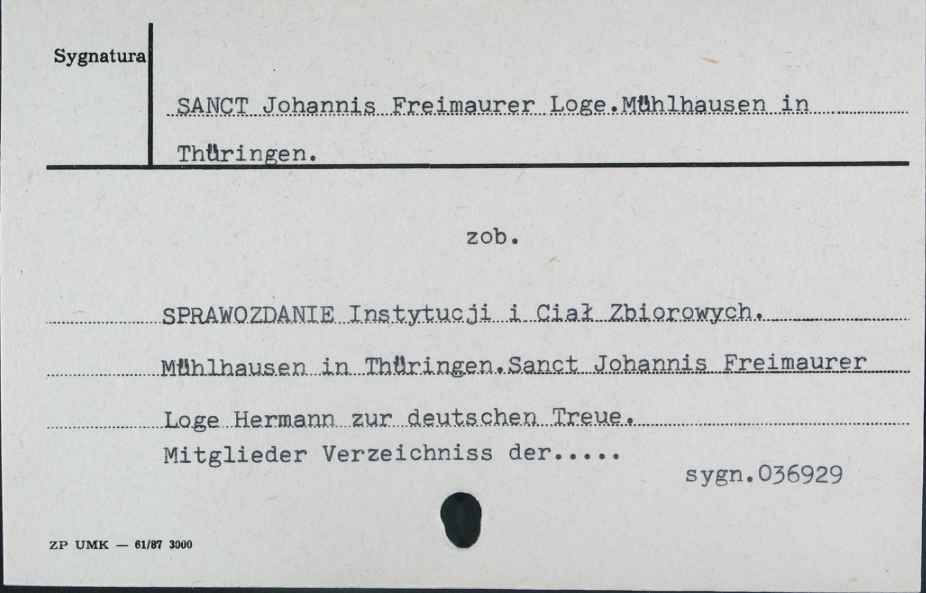 Sygnatura
SANCT Johannis Freimaurer Loge.Mühlhausen in
Thüringen.
zob.
SPRAWOZDANIE Instytucji i Ciał Zbiorowych.
Mühlhausen in Thüringen.Sanct Johannis Freimaurer
Loge Hermann zur deutschen Treue.
Mitglieder Verzeichniss der.....
sygn.036929
ZP UMK — 61/87 3000